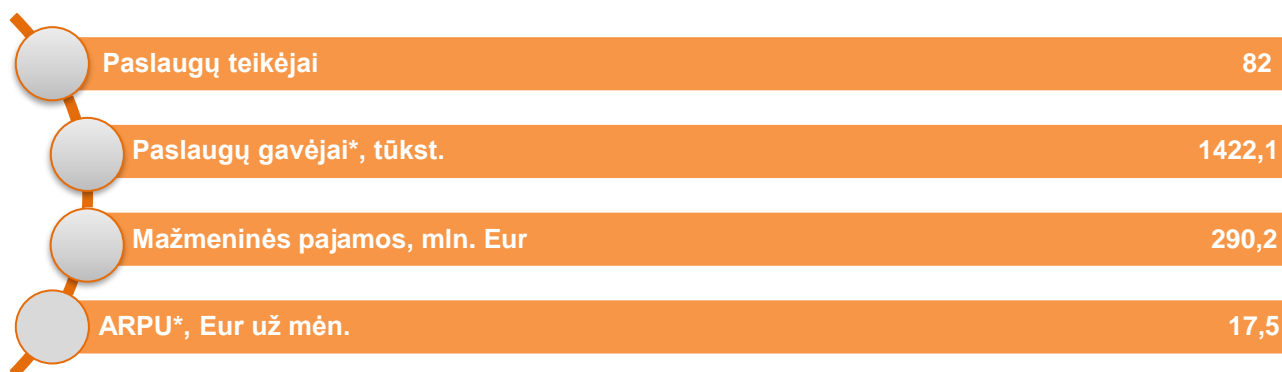 Paslaugų teikėjai 82
Paslaugų gavėjai*, tūkst. 1422,1
Mažmeninės pajamos, mln. Eur 290,2
ARPU*, Eur už mėn. 17,5